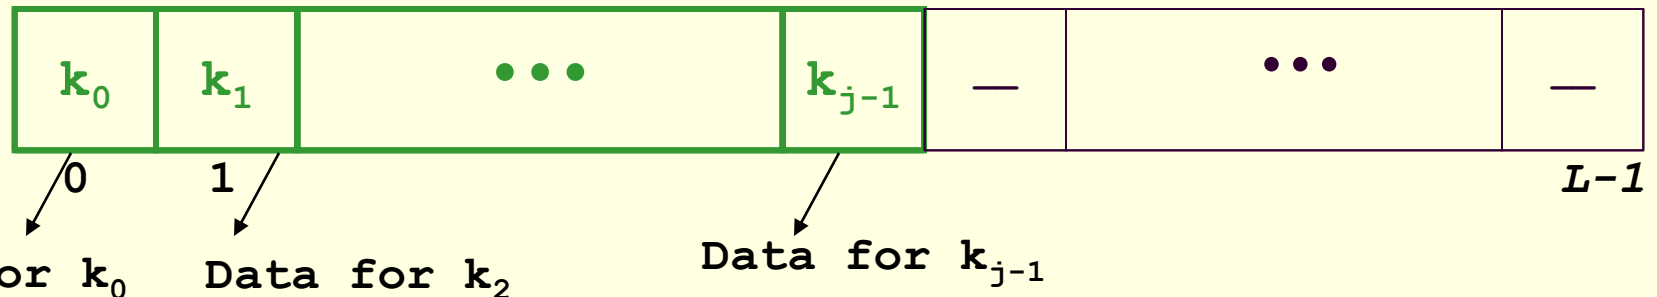 k₀ k₁ ••• kⱼ₋₁ — ••• —
0 1 L-1
Data for kⱼ₋₁
or k₀ Data for k₂